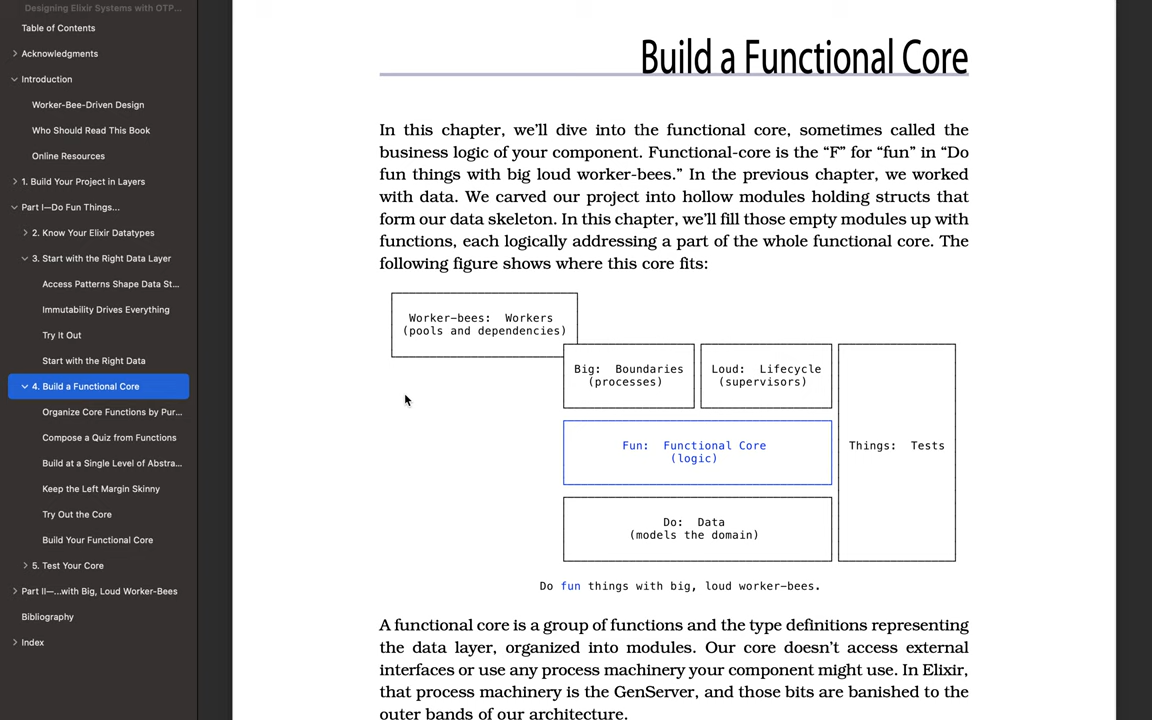 Designing Elixir Systems with OTP...
Table of Contents
Acknowledgments
Introduction
Worker-Bee-Driven Design
Who Should Read This Book
Online Resources
1. Build Your Project in Layers
Part I—Do Fun Things...
2. Know Your Elixir Datatypes
3. Start with the Right Data Layer
Access Patterns Shape Data St...
Immutability Drives Everything
Try It Out
Start with the Right Data
4. Build a Functional Core
Organize Core Functions by Pur...
Compose a Quiz from Functions
Build at a Single Level of Abstra...
Keep the Left Margin Skinny
Try Out the Core
Build Your Functional Core
5. Test Your Core
Part II—...with Big, Loud Worker-Bees
Bibliography
Index
Build a Functional Core
In this chapter, we’ll dive into the functional core, sometimes called the
business logic of your component. Functional-core is the “F” for “fun” in “Do
fun things with big loud worker-bees.” In the previous chapter, we worked
with data. We carved our project into hollow modules holding structs that
form our data skeleton. In this chapter, we’ll fill those empty modules up with
functions, each logically addressing a part of the whole functional core. The
following figure shows where this core fits:
Worker-bees: Workers
(pools and dependencies)
Big: Boundaries
(processes)
Loud: Lifecycle
(supervisors)
Fun: Functional Core
(logic)
Things: Tests
Do: Data
(models the domain)
Do fun things with big, loud worker-bees.
A functional core is a group of functions and the type definitions representing
the data layer, organized into modules. Our core doesn’t access external
interfaces or use any process machinery your component might use. In Elixir,
that process machinery is the GenServer, and those bits are banished to the
outer bands of our architecture.